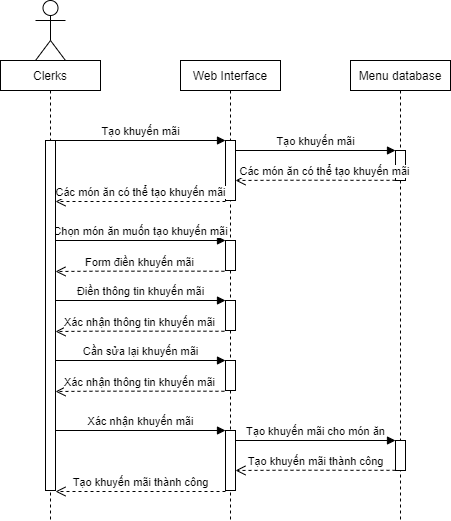 Clerks
Web Interface
Menu database
Tạo khuyến mãi
Tạo khuyến mãi
Các món ăn có thể tạo khuyến mãi
Các món ăn có thể tạo khuyến mãi
Chọn món ăn muốn tạo khuyến mãi
Form điền khuyến mãi
Điền thông tin khuyến mãi
Xác nhận thông tin khuyến mãi
Cần sửa lại khuyến mãi
Xác nhận thông tin khuyến mãi
Xác nhận khuyến mãi
Tạo khuyến mãi cho món ăn
Tạo khuyến mãi thành công
Tạo khuyến mãi thành công